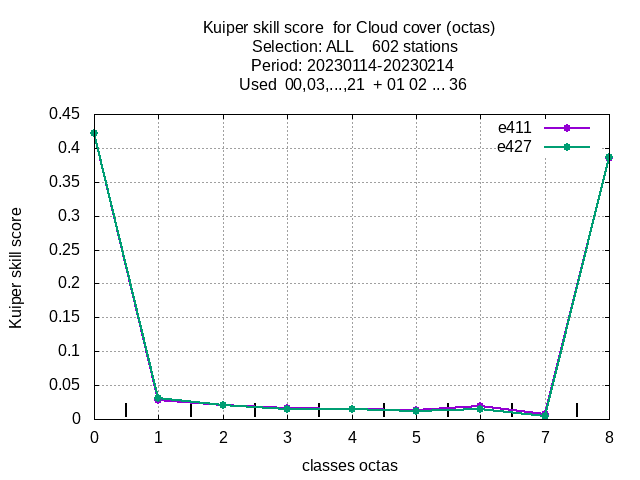 Kuiper skill score  for Cloud cover (octas)
Selection: ALL    602 stations
Period: 20230114-20230214
Used  00,03,...,21  + 01 02 ... 36
0.45
0.4
0.35
0.3
0.25
0.2
0.15
0.1
0.05
0
Kuiper skill score
e411
e427
0 1 2 3 4 5 6 7 8
classes octas